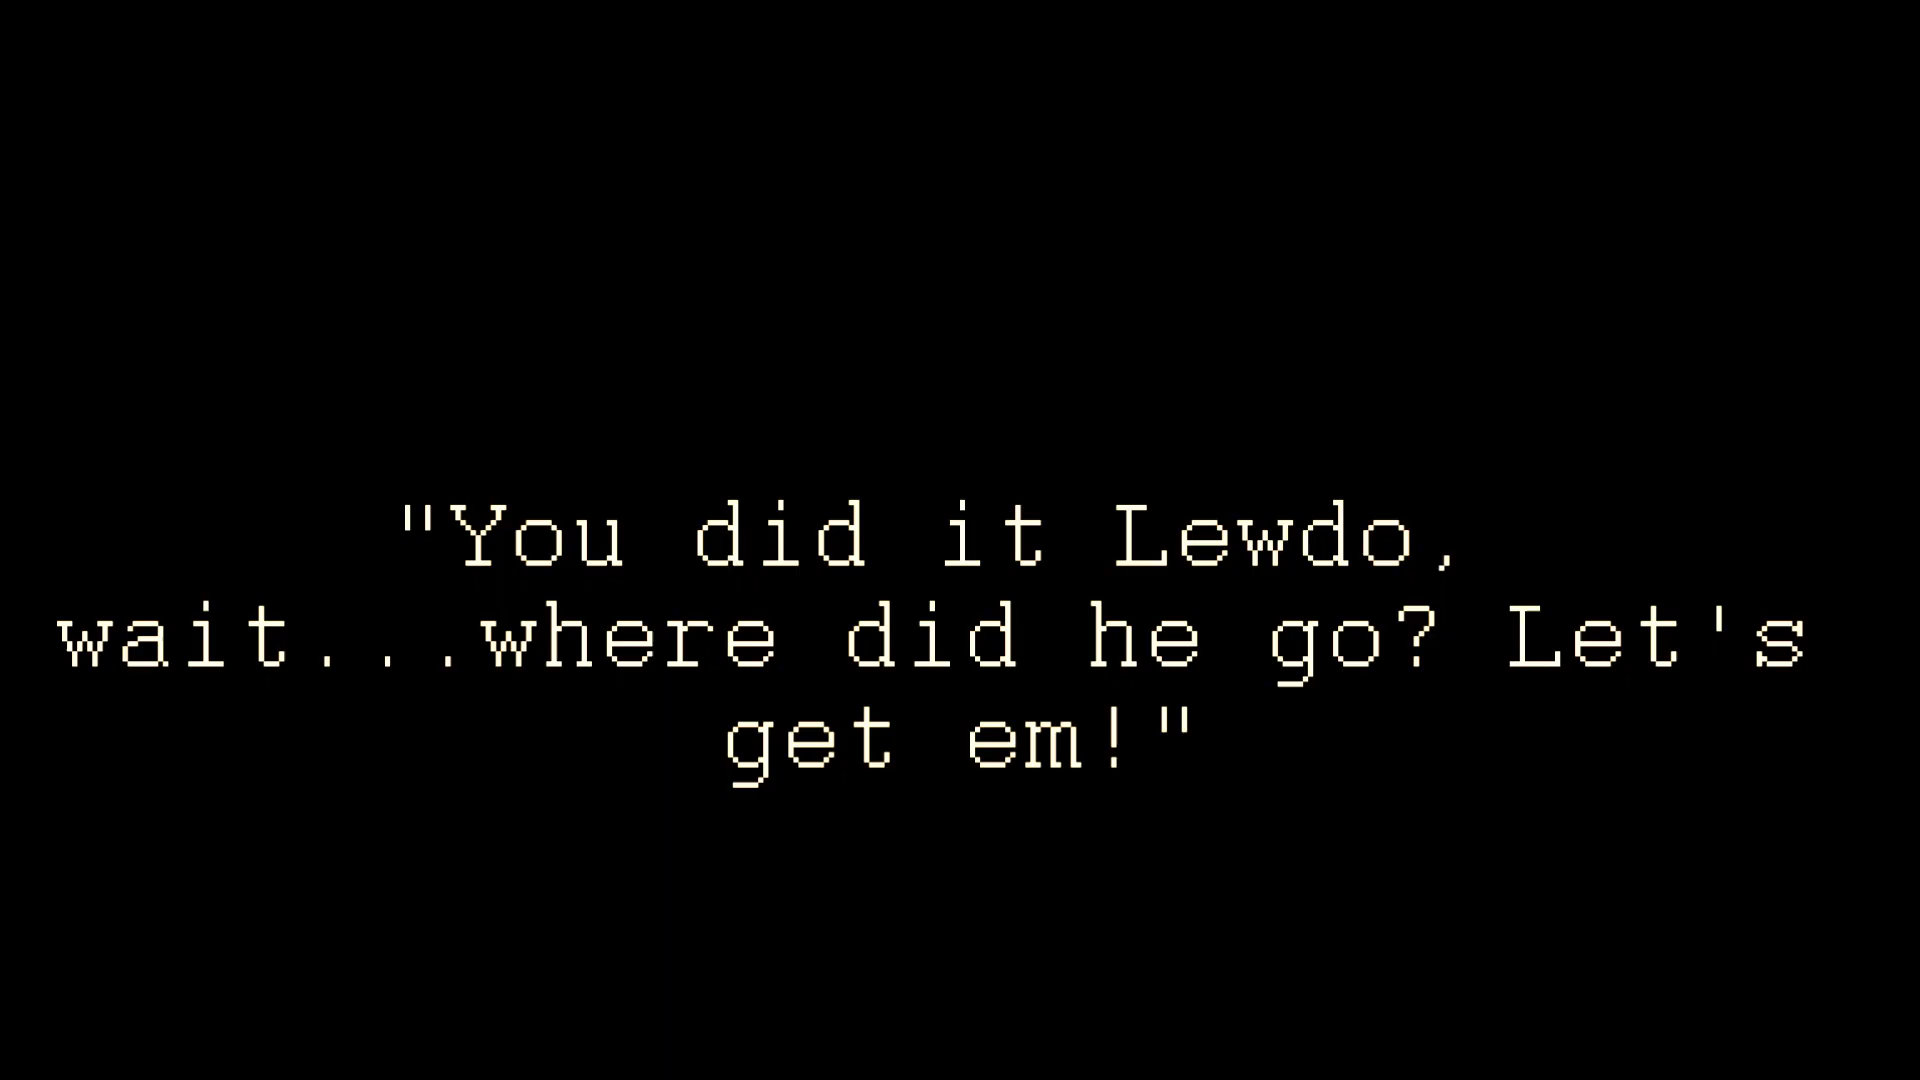 "You did it Lewdo,
wait...where did he go? Let's
get em!"